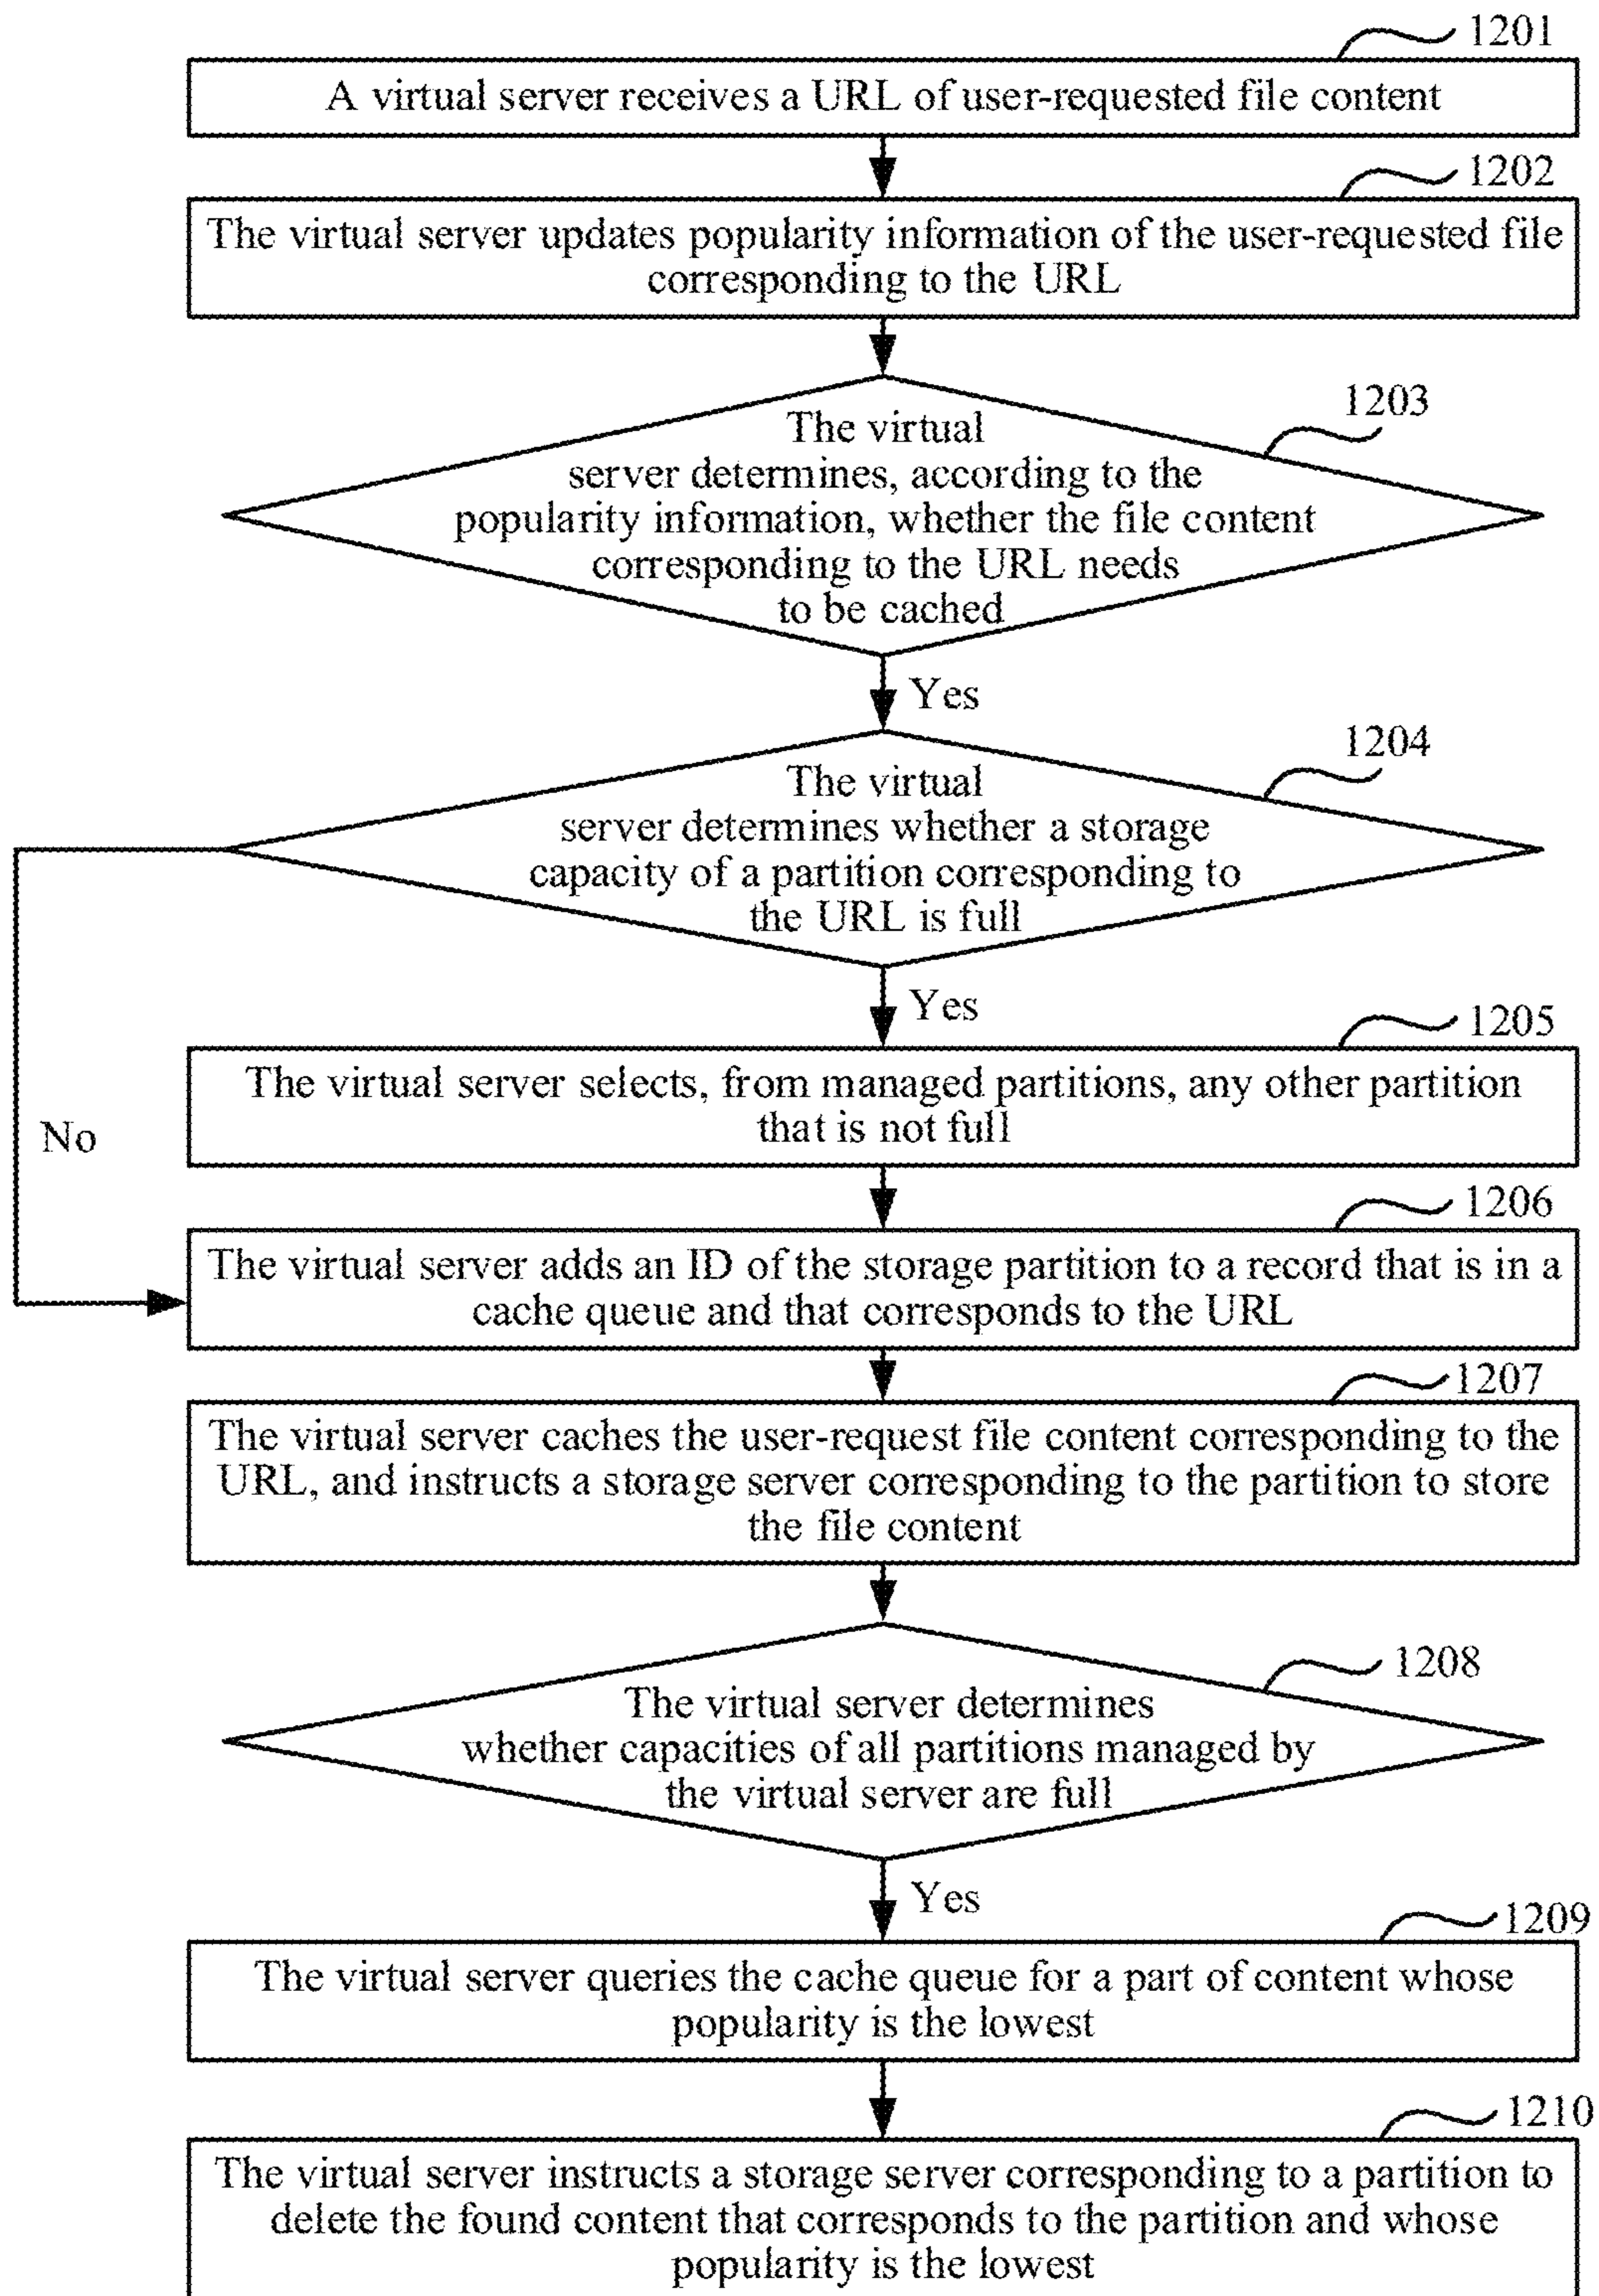 1201
A virtual server receives a URL of user-requested file content
1202
The virtual server updates popularity information of the user-requested file
corresponding to the URL
1203
The virtual
server determines, according to the
popularity information, whether the file content
corresponding to the URL needs
to be cached
Yes
1204
The virtual
server determines whether a storage
capacity of a partition corresponding to
the URL is full
Yes
1205
The virtual server selects, from managed partitions, any other partition
that is not full
No
1206
The virtual server adds an ID of the storage partition to a record that is in a
cache queue and that corresponds to the URL
1207
The virtual server caches the user-request file content corresponding to the
URL, and instructs a storage server corresponding to the partition to store
the file content
1208
The virtual server determines
whether capacities of all partitions managed by
the virtual server are full
Yes
1209
The virtual server queries the cache queue for a part of content whose
popularity is the lowest
1210
The virtual server instructs a storage server corresponding to a partition to
delete the found content that corresponds to the partition and whose
popularity is the lowest